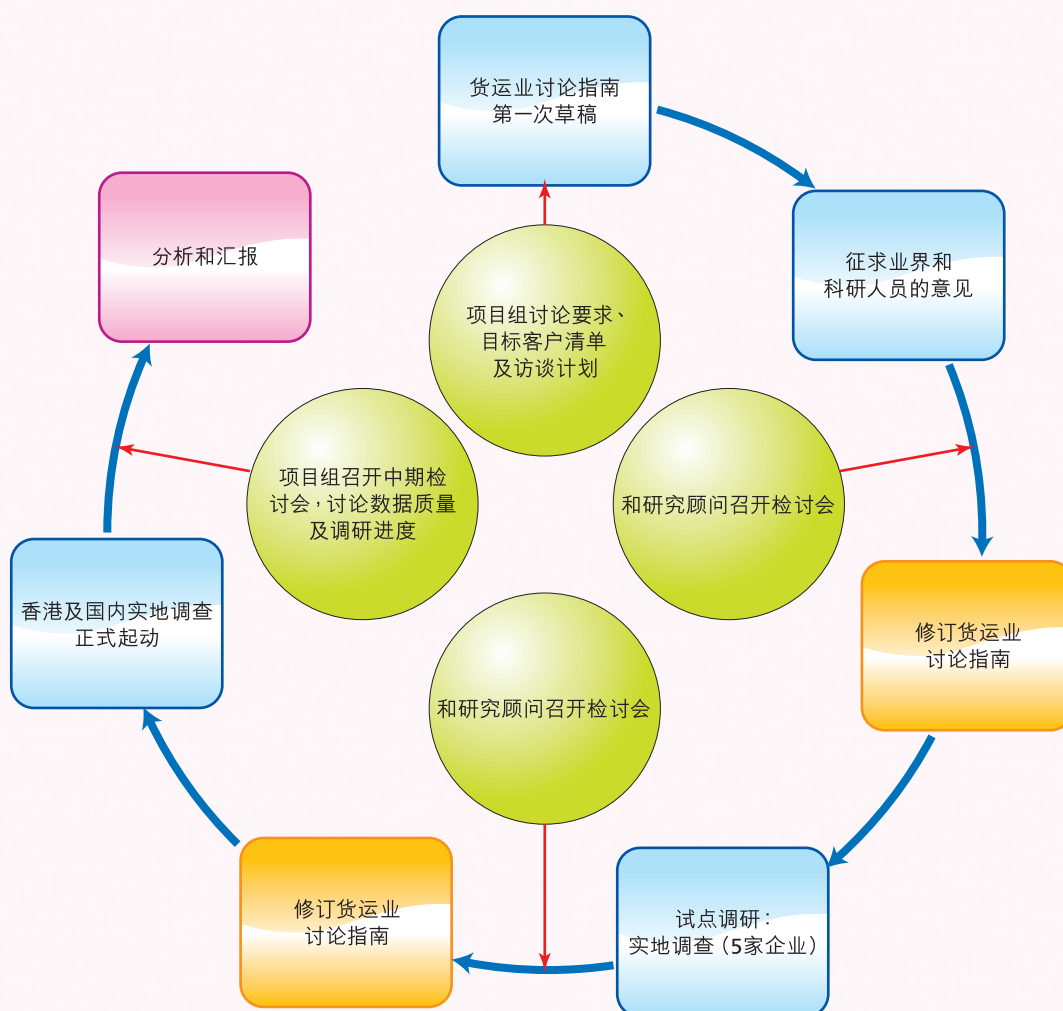 货运业讨论指南
第一次草稿
征求业界和
科研人员的意见
修订货运业
讨论指南
试点调研：
实地调查（5家企业）
修订货运业
讨论指南
香港及国内实地调查
正式起动
分析和汇报
项目组讨论要求、
目标客户清单
及访谈计划
和研究顾问召开检讨会
和研究顾问召开检讨会
项目组召开中期检
讨会，讨论数据质量
及调研进度